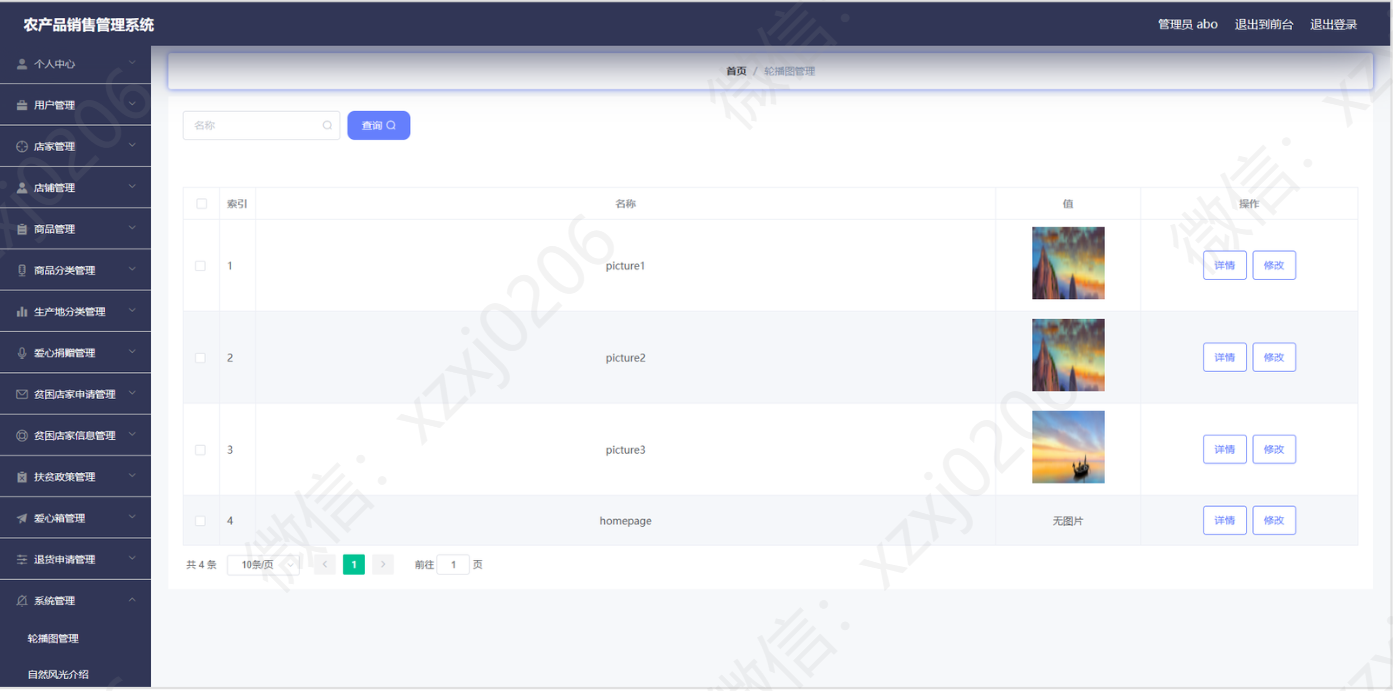 农产品销售管理系统
管理员 abo 退出到前台 退出登录
个人中心
用户管理
店家管理
店铺管理
商品管理
商品分类管理
生产地分类管理
爱心捐赠管理
贫困店家申请管理
贫困店家信息管理
扶贫政策管理
爱心箱管理
退货申请管理
系统管理
轮播图管理
自然风光介绍
首页 / 轮播图管理
名称 查询
索引 名称 值 操作
1 picture1 详情 修改
2 picture2 详情 修改
3 picture3 详情 修改
4 homepage 无图片 详情 修改
共 4 条 10条/页 < 1 > 前往 1 页
微信: xzxj0206